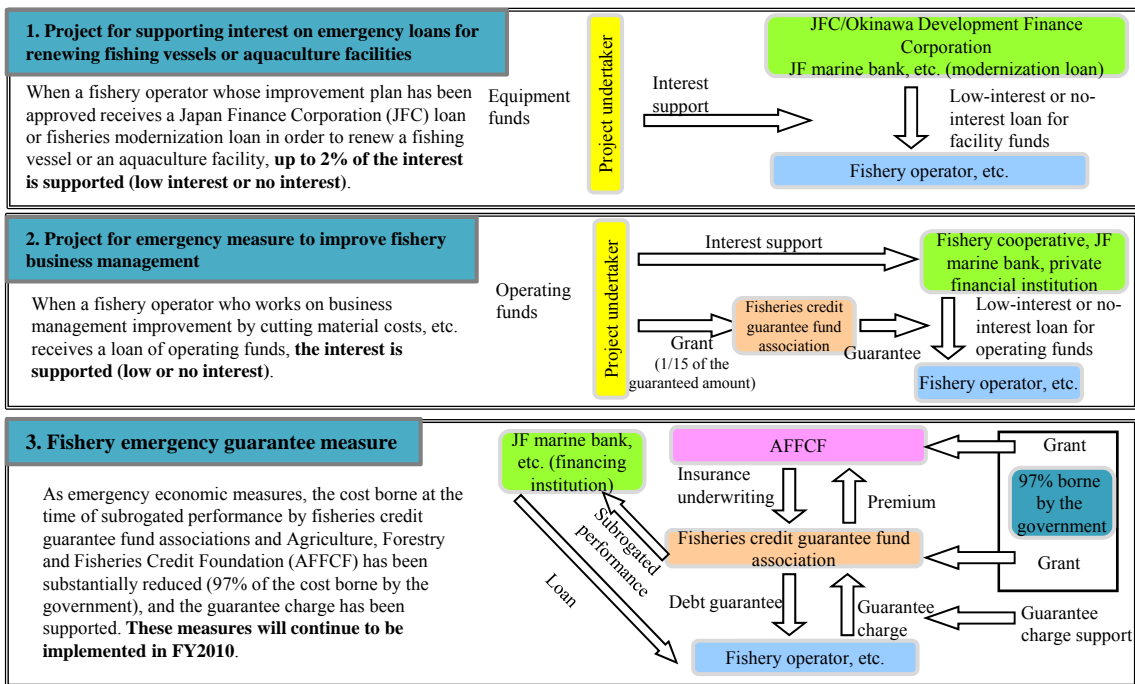 1. Project for supporting interest on emergency loans for
renewing fishing vessels or aquaculture facilities
When a fishery operator whose improvement plan has been
approved receives a Japan Finance Corporation (JFC) loan
or fisheries modernization loan in order to renew a fishing
vessel or an aquaculture facility, up to 2% of the interest
is supported (low interest or no interest).
Equipment
funds
Project undertaker
Interest
support
JFC/Okinawa Development Finance
Corporation
JF marine bank, etc. (modernization loan)
Low-interest or no-
interest loan for
facility funds
Fishery operator, etc.
2. Project for emergency measure to improve fishery
business management
When a fishery operator who works on business
management improvement by cutting material costs, etc.
receives a loan of operating funds, the interest is
supported (low or no interest).
Operating
funds
Project undertaker
Interest support
Fishery cooperative, JF
marine bank, private
financial institution
Grant
(1/15 of the
guaranteed amount)
Fisheries credit
guarantee fund
association
Guarantee
Low-interest or no-
interest loan for
operating funds
Fishery operator, etc.
3. Fishery emergency guarantee measure
As emergency economic measures, the cost borne at the
time of subrogated performance by fisheries credit
guarantee fund associations and Agriculture, Forestry
and Fisheries Credit Foundation (AFFCF) has been
substantially reduced (97% of the cost borne by the
government), and the guarantee charge has been
supported. These measures will continue to be
implemented in FY2010.
JF marine bank,
etc. (financing
institution)
Subrogated
performance
Loan
AFFCF
Insurance
underwriting
Premium
Fisheries credit guarantee fund
association
Debt guarantee
Guarantee
charge
Fishery operator, etc.
Grant
97% borne
by the
government
Grant
Guarantee
charge support